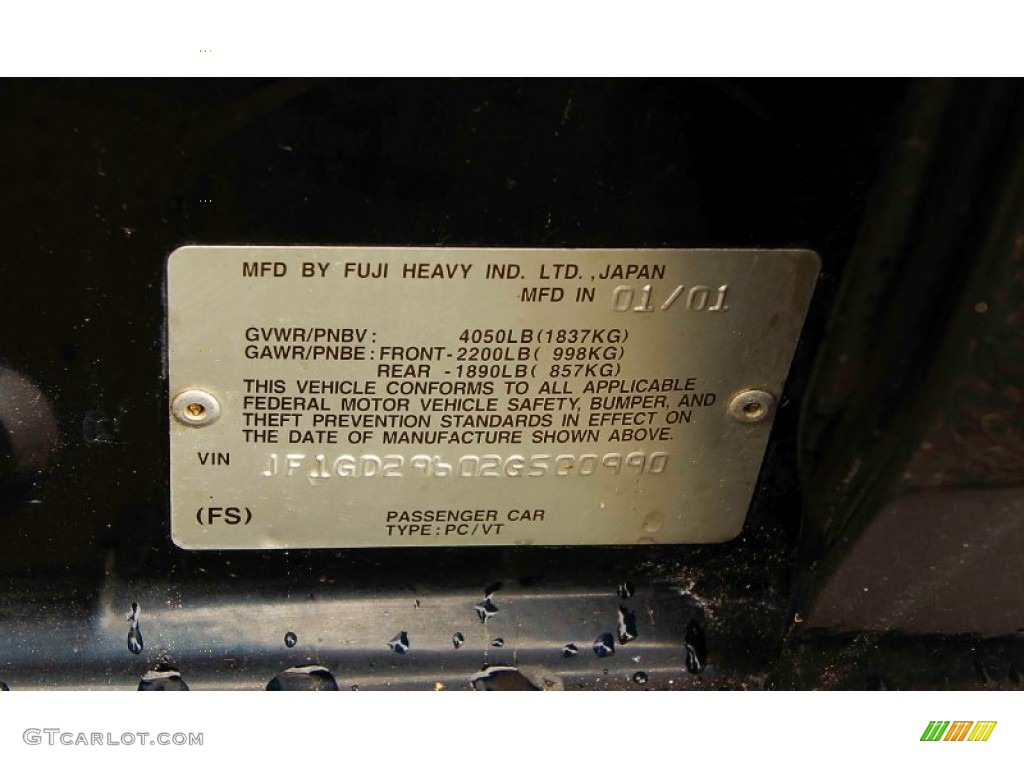 MFD BY FUJI HEAVY IND. LTD.,JAPAN
MFD IN 01/01
GVWR/PNBV: 4050LB(1837KG)
GAWR/PNBE:FRONT-2200LB( 998KG)
REAR -1890LB( 857KG)
THIS VEHICLE CONFORMS TO ALL APPLICABLE
FEDERAL MOTOR VEHICLE SAFETY, BUMPER, AND
THEFT PREVENTION STANDARDS IN EFFECT ON
THE DATE OF MANUFACTURE SHOWN ABOVE.
VIN JF1GD29602G500990
(FS) PASSENGER CAR
TYPE:PC/VT
GTCARLOT.COM